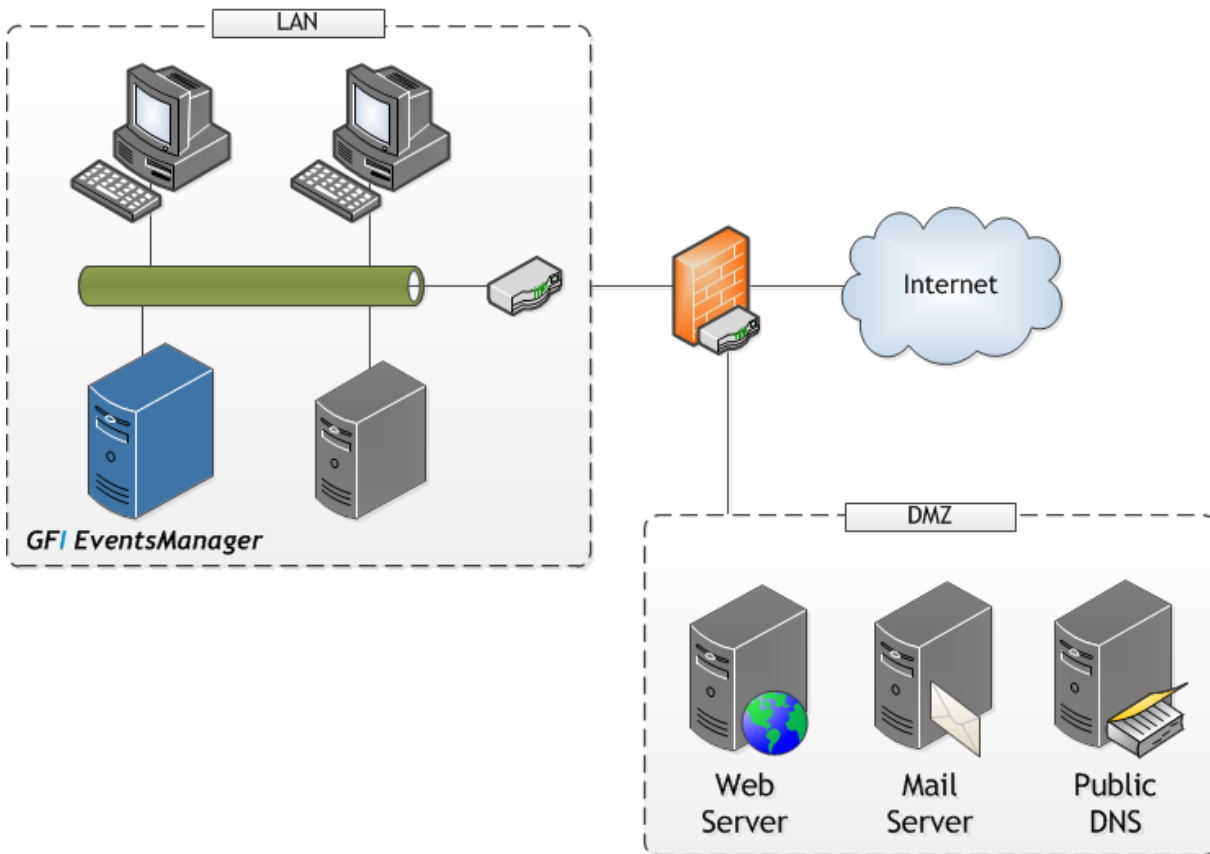 LAN
Internet
GFI EventsManager
DMZ
Web
Server
Mail
Server
Public
DNS